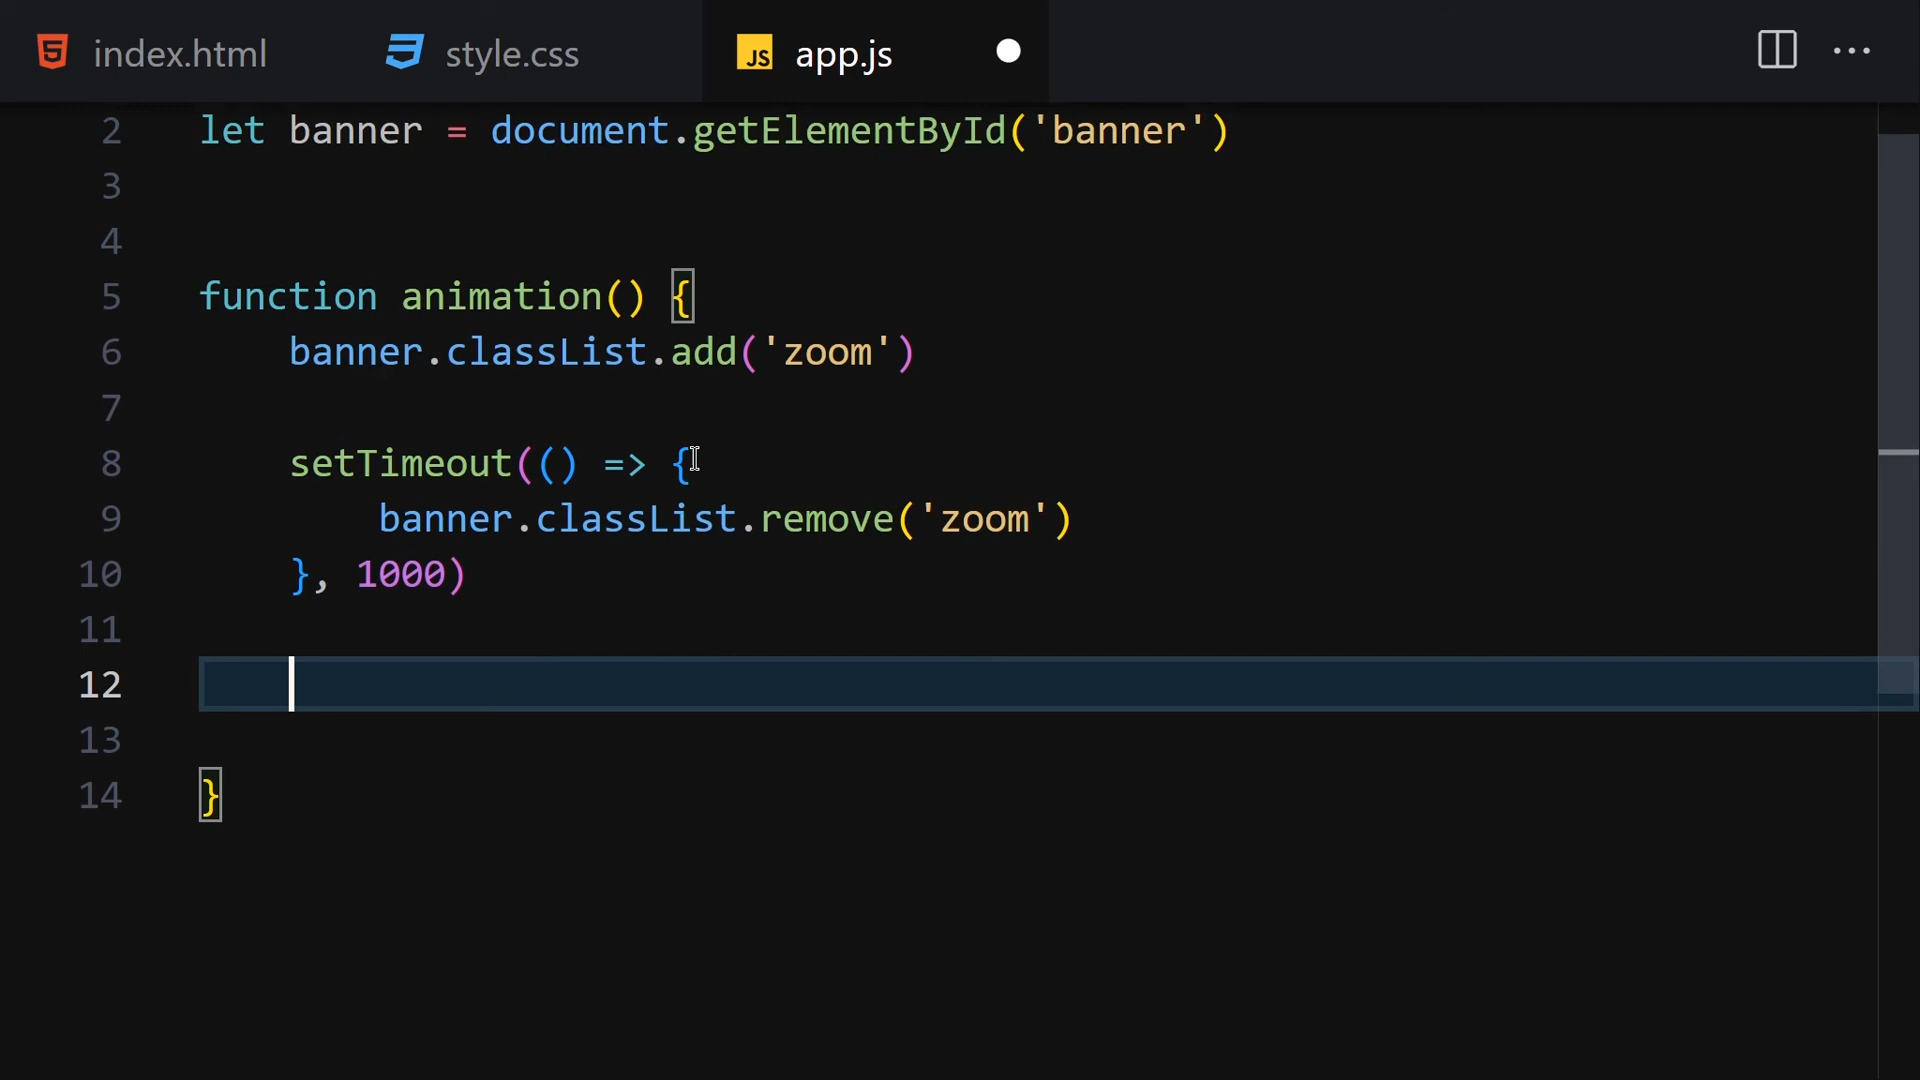 index.html style.css JS app.js
2 let banner = document.getElementById('banner')
3
4
5 function animation() {
6     banner.classList.add('zoom')
7
8     setTimeout(() => {
9         banner.classList.remove('zoom')
10     }, 1000)
11
12
13
14 }